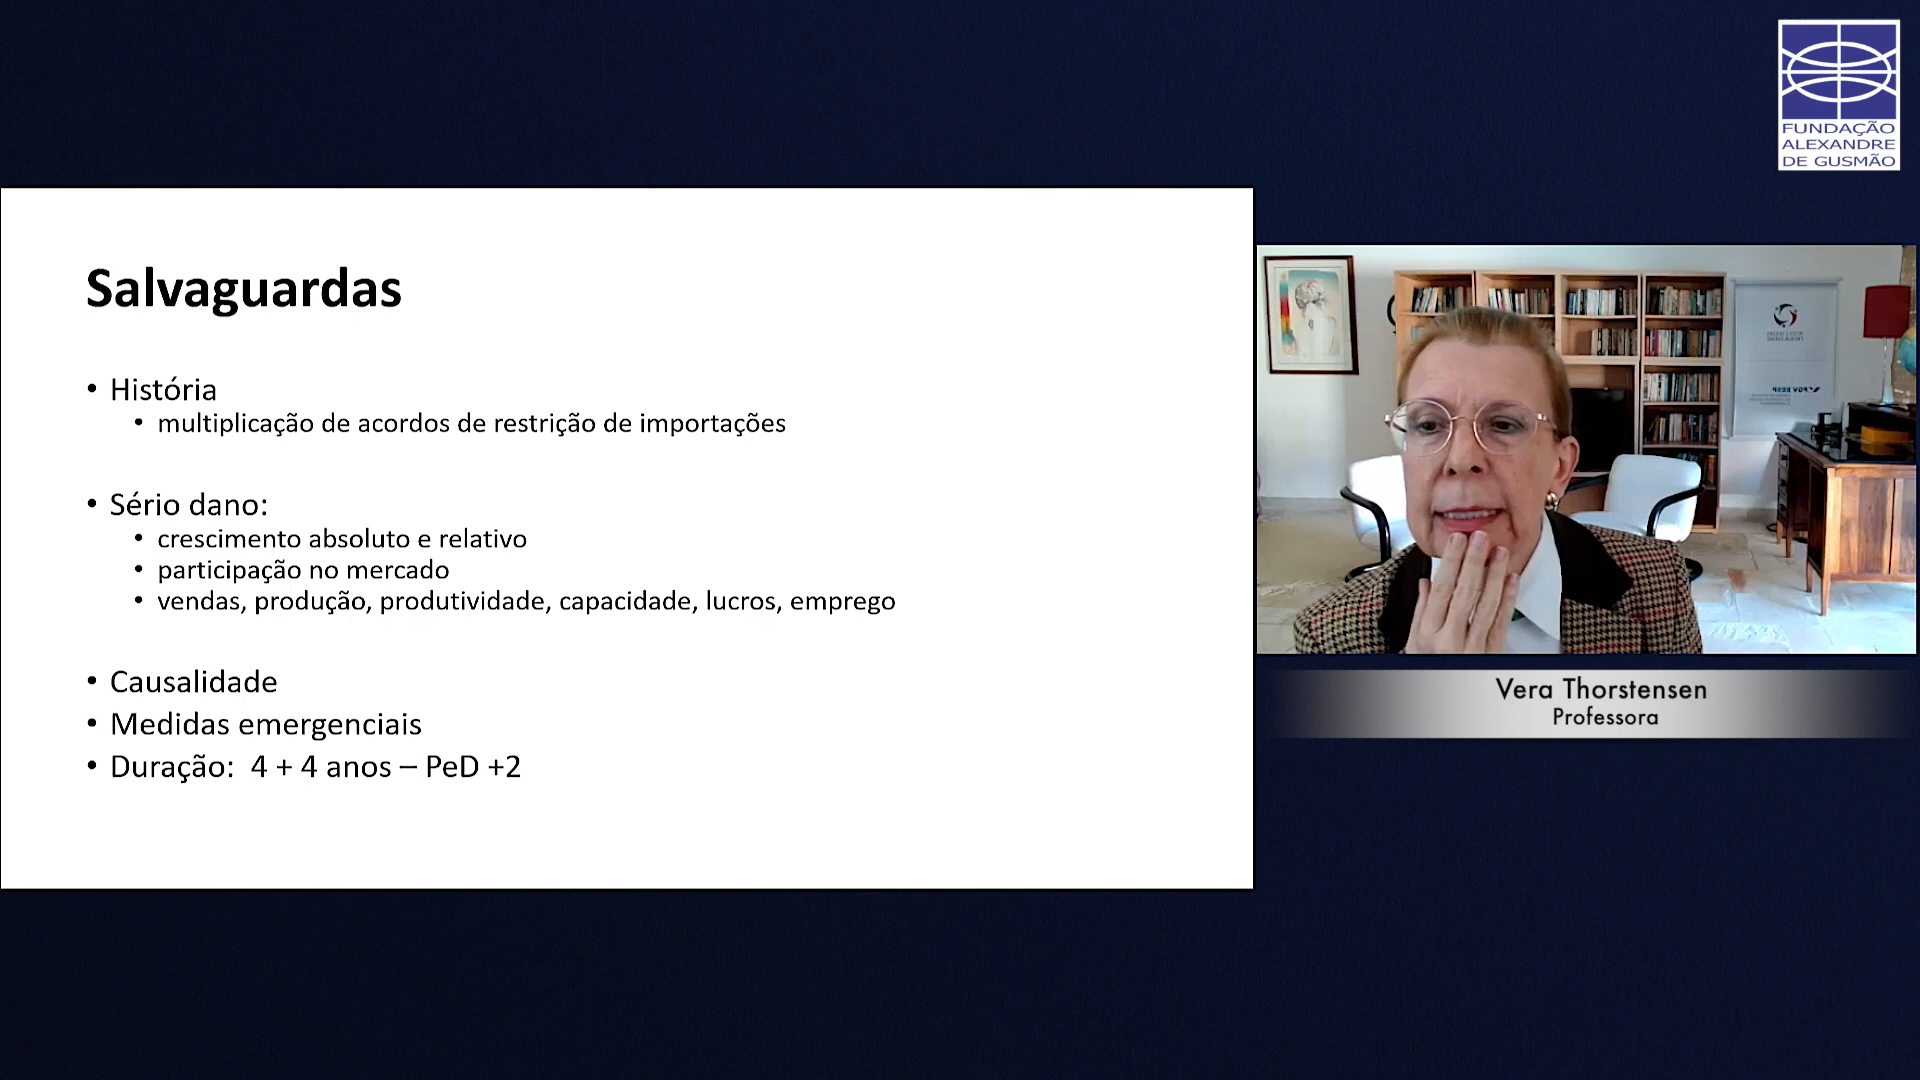 FUNDAÇÃO
ALEXANDRE
DE GUSMÃO
Salvaguardas
• História
• multiplicação de acordos de restrição de importações
• Sério dano:
• crescimento absoluto e relativo
• participação no mercado
• vendas, produção, produtividade, capacidade, lucros, emprego
• Causalidade
• Medidas emergenciais
• Duração: 4 + 4 anos – PeD +2
FGV EESP
Vera Thorstensen
Professora